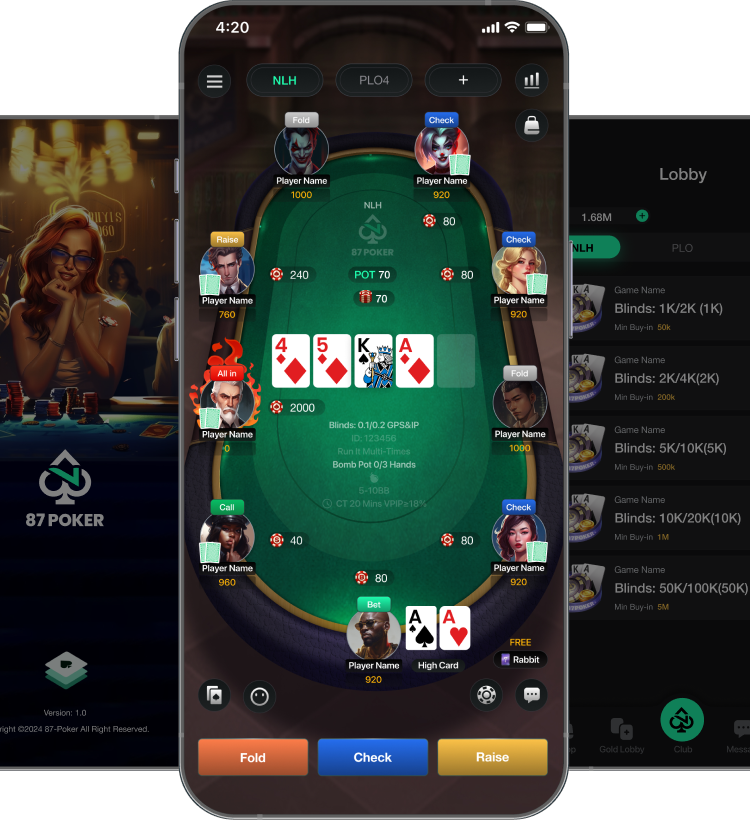 4:20
NLH
PLO4
+
Fold
Player Name
1000
Check
Player Name
920
NLH
87 POKER
80
Raise
Player Name
760
240
POT 70
70
80
Check
Player Name
920
4
5
K
A
All in
Player Name
0
2000
Fold
Player Name
1000
Blinds: 0.1/0.2 GPS&IP
ID: 123456
Run It Multi-Times
Bomb Pot 0/3 Hands
5-10BB
CT 20 Mins VPIP≥18%
Call
Player Name
960
40
80
Check
Player Name
920
80
Bet
Player Name
920
A
A
High Card
FREE
Rabbit
Fold
Check
Raise
87 POKER
Version: 1.0
right ©2024 87-Poker All Right Reserved.
Lobby
1.68M
NLH
PLO
Game Name
Blinds: 1K/2K (1K)
Min Buy-in 50k
Game Name
Blinds: 2K/4K(2K)
Min Buy-in 200k
Game Name
Blinds: 5K/10K(5K)
Min Buy-in 500k
Game Name
Blinds: 10K/20K(10K)
Min Buy-in 1M
Game Name
Blinds: 50K/100K(50K)
Min Buy-in 5M
Gold Lobby
Club
Messa